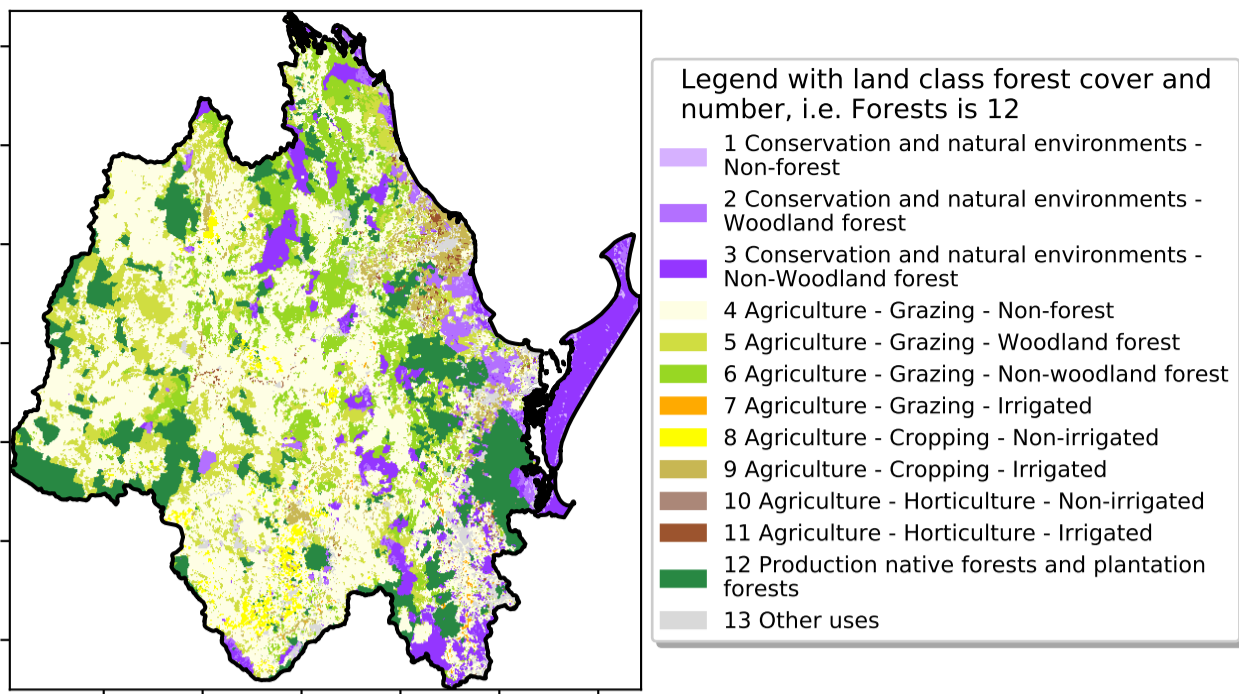 Legend with land class forest cover and
number, i.e. Forests is 12
1 Conservation and natural environments -
Non-forest
2 Conservation and natural environments -
Woodland forest
3 Conservation and natural environments -
Non-Woodland forest
4 Agriculture - Grazing - Non-forest
5 Agriculture - Grazing - Woodland forest
6 Agriculture - Grazing - Non-woodland forest
7 Agriculture - Grazing - Irrigated
8 Agriculture - Cropping - Non-irrigated
9 Agriculture - Cropping - Irrigated
10 Agriculture - Horticulture - Non-irrigated
11 Agriculture - Horticulture - Irrigated
12 Production native forests and plantation
forests
13 Other uses